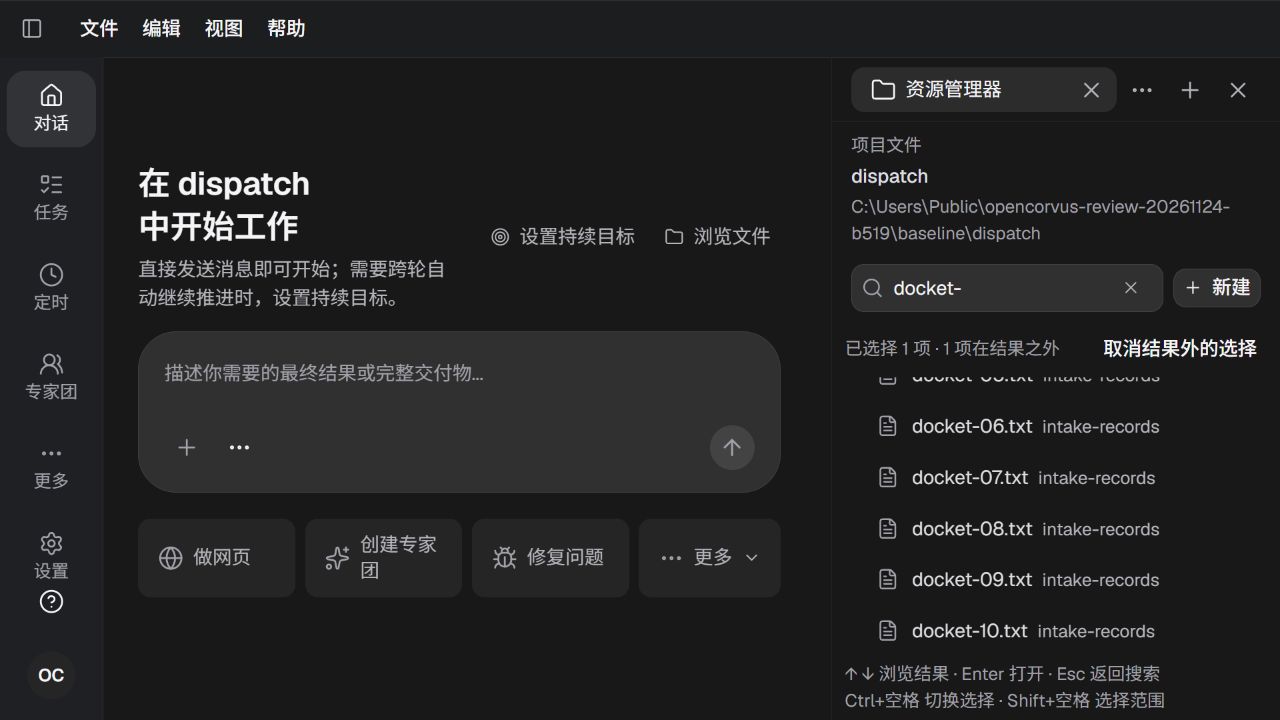 文件 编辑 视图 帮助
对话
任务
定时
专家团
更多
设置
OC
在 dispatch
中开始工作
直接发送消息即可开始；需要跨轮自
动继续推进时，设置持续目标。
设置持续目标 浏览文件
描述你需要的最终结果或完整交付物...
做网页
创建专家
团
修复问题
更多
资源管理器
项目文件
dispatch
C:\Users\Public\opencorvus-review-20261124-
b519\baseline\dispatch
docket-
新建
已选择 1 项 · 1 项在结果之外 取消结果外的选择
docket-05.txt intake-records
docket-06.txt intake-records
docket-07.txt intake-records
docket-08.txt intake-records
docket-09.txt intake-records
docket-10.txt intake-records
↑↓ 浏览结果 · Enter 打开 · Esc 返回搜索
Ctrl+空格 切换选择 · Shift+空格 选择范围